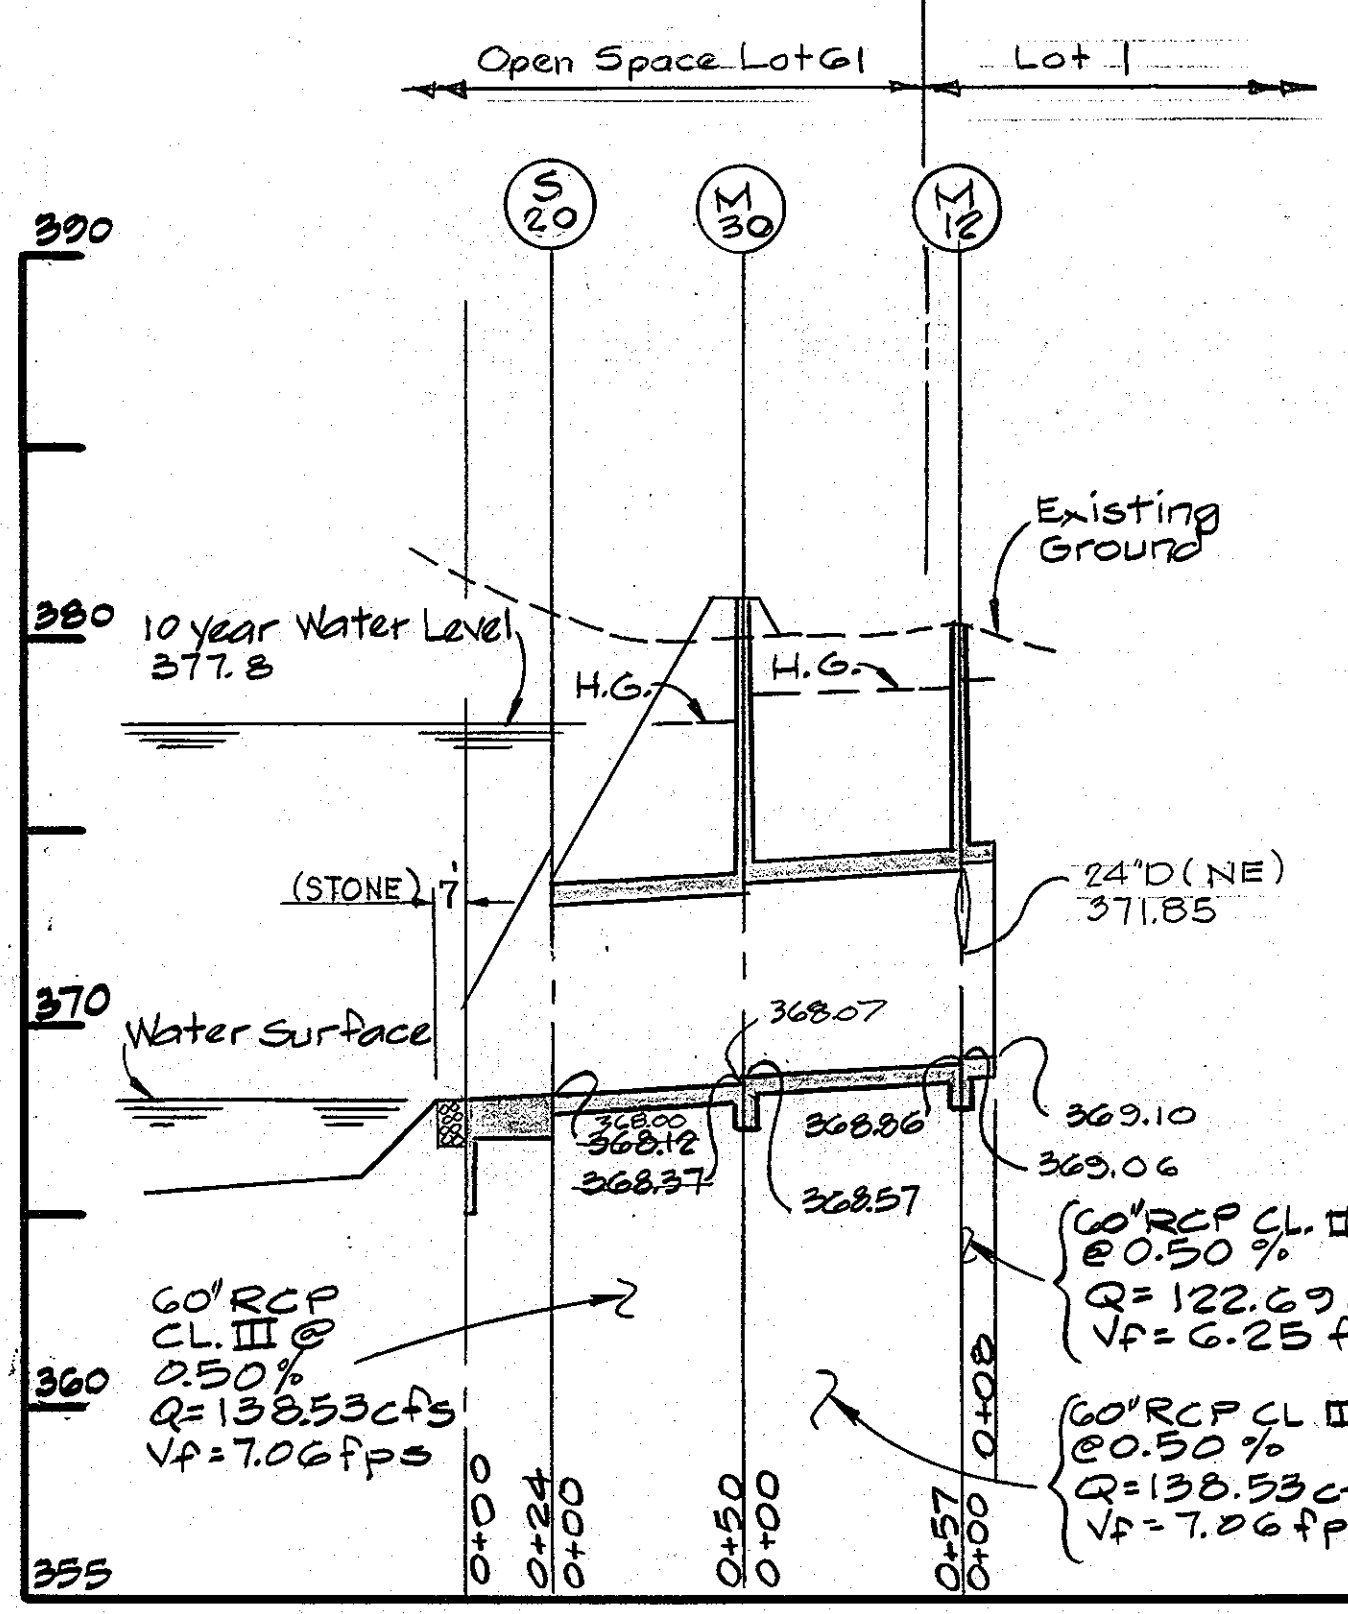 Open Space Lot 61
Lot 1
S
20
M
30
M
12
390
Existing
Ground
380
10 year Water Level
377.8
H.G.
H.G.
(STONE) 7'
24"D (NE)
371.85
370
Water Surface
368.07
368.00
368.12
368.37
368.86
368.57
369.10
369.06
60" RCP CL.
@ 0.50 %
Q = 122.69
Vf = 6.25 f
60" RCP
CL. III @
0.50%
Q = 138.53 cfs
Vf = 7.06 fps
360
60" RCP CL
@ 0.50 %
Q = 138.53 c
Vf = 7.06 fp
0+00
0+24
0+00
0+50
0+00
0+57
0+00
0+08
355